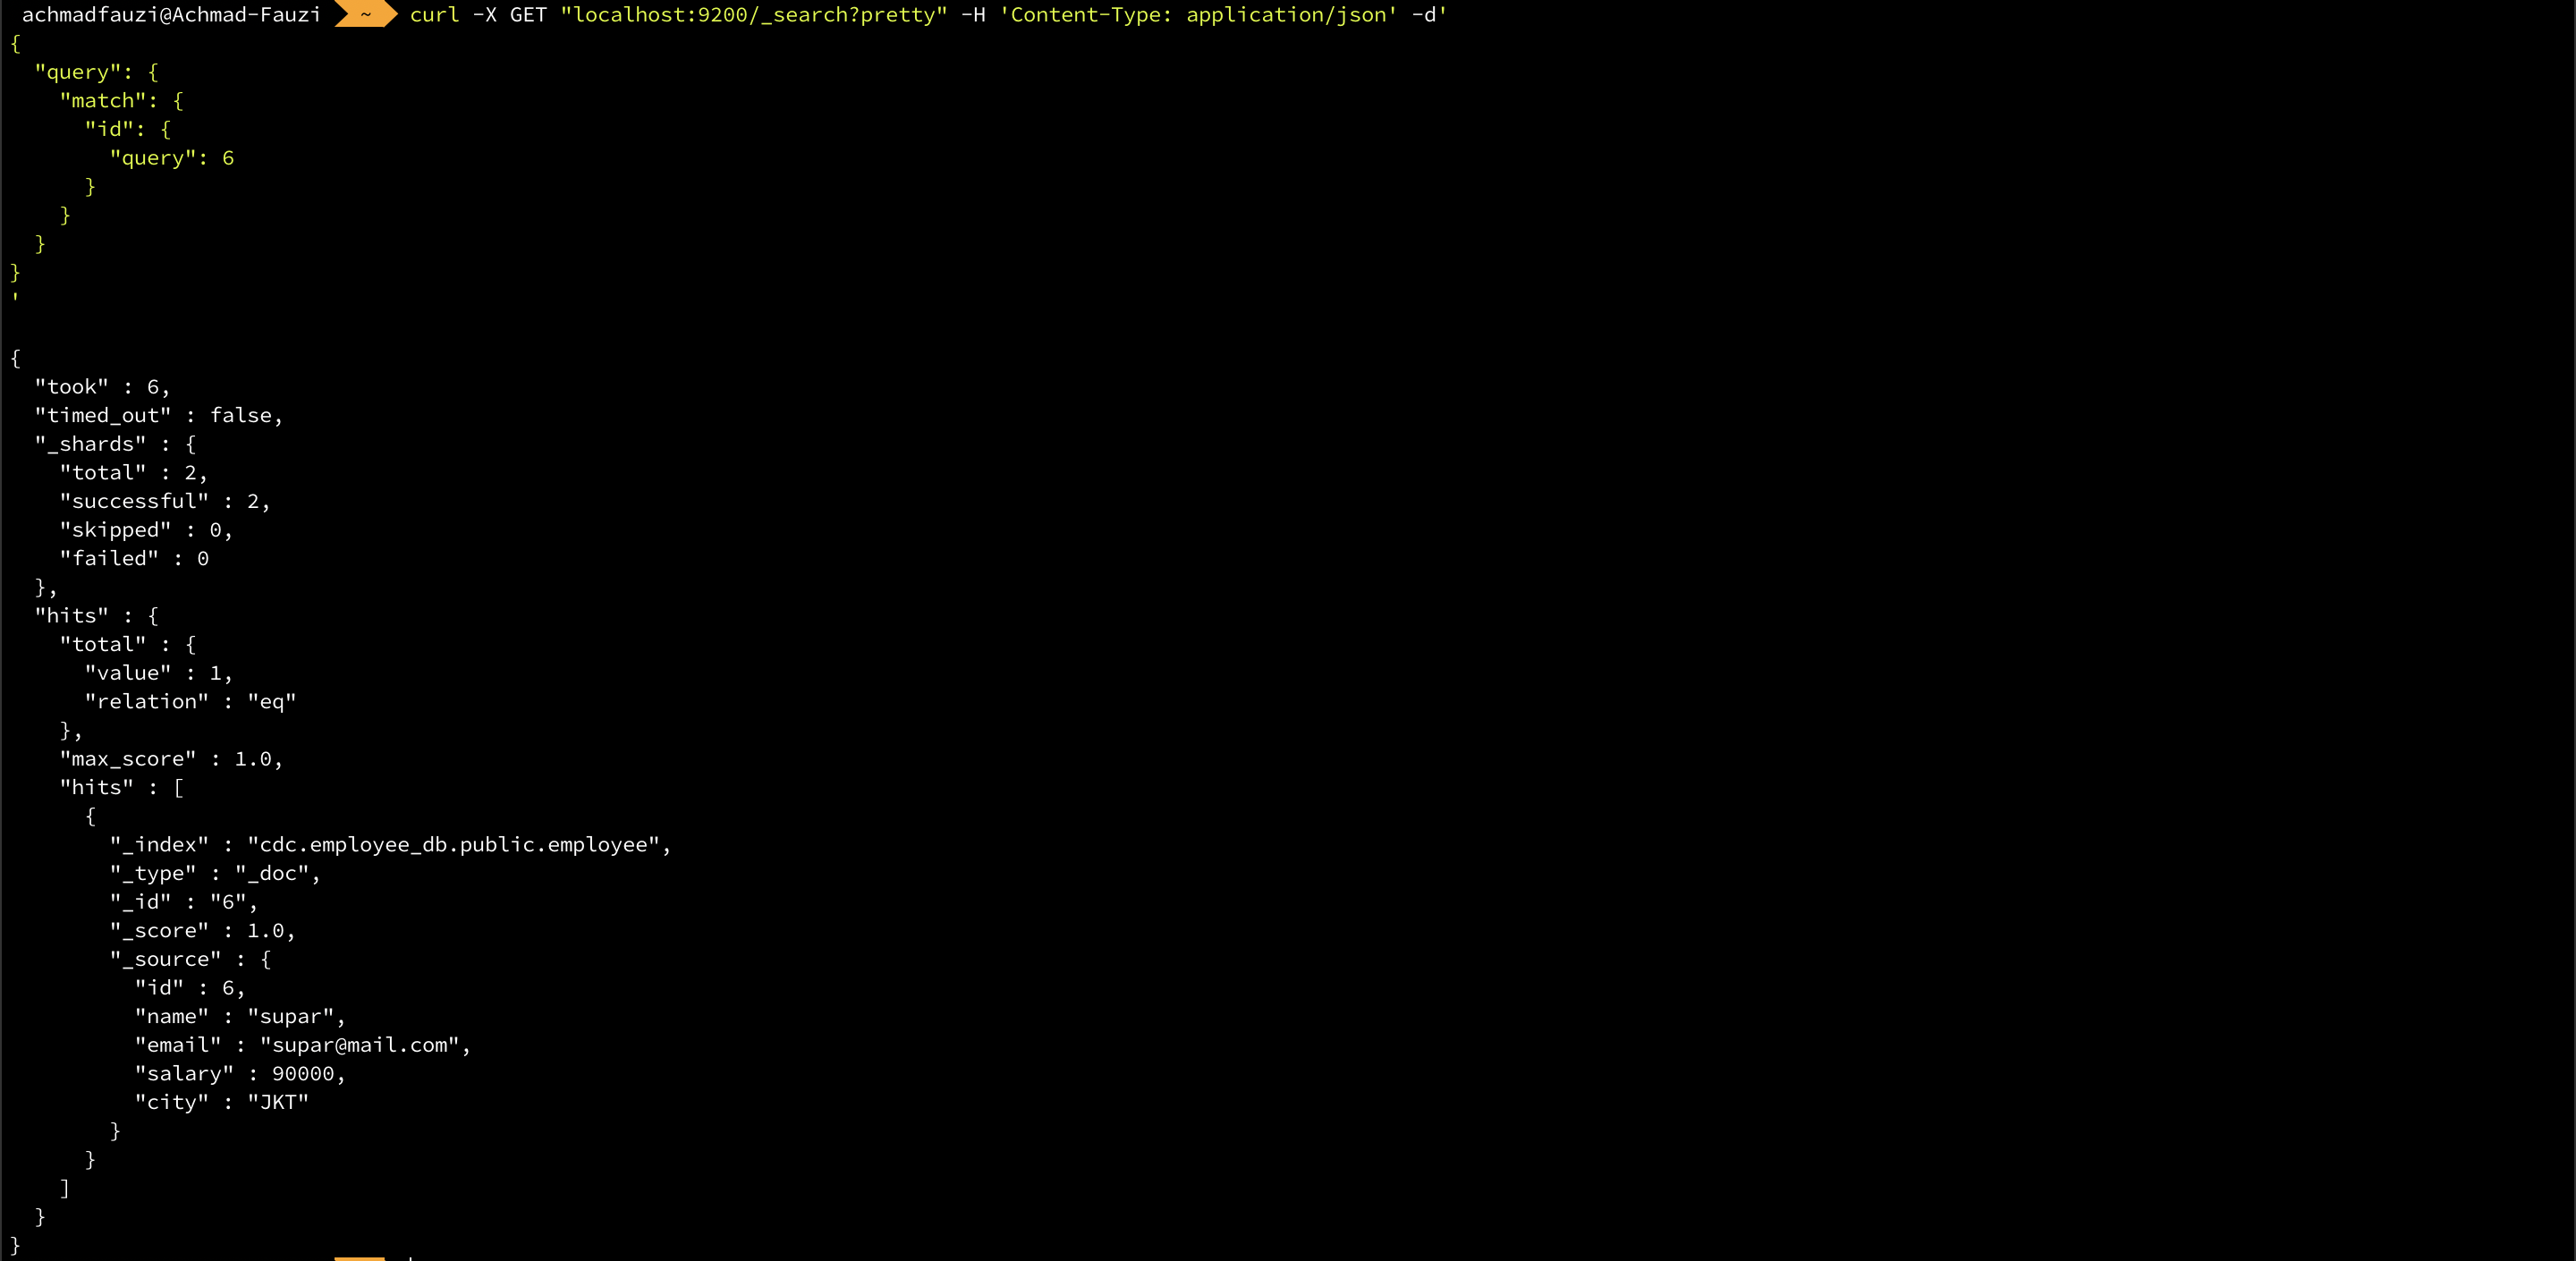 achmadfauzi@Achmad-Fauzi ~ curl -X GET "localhost:9200/_search?pretty" -H 'Content-Type: application/json' -d'
{
  "query": {
    "match": {
      "id": {
        "query": 6
      }
    }
  }
}
'
{
  "took" : 6,
  "timed_out" : false,
  "_shards" : {
    "total" : 2,
    "successful" : 2,
    "skipped" : 0,
    "failed" : 0
  },
  "hits" : {
    "total" : {
      "value" : 1,
      "relation" : "eq"
    },
    "max_score" : 1.0,
    "hits" : [
      {
        "_index" : "cdc.employee_db.public.employee",
        "_type" : "_doc",
        "_id" : "6",
        "_score" : 1.0,
        "_source" : {
          "id" : 6,
          "name" : "supar",
          "email" : "supar@mail.com",
          "salary" : 90000,
          "city" : "JKT"
        }
      }
    ]
  }
}